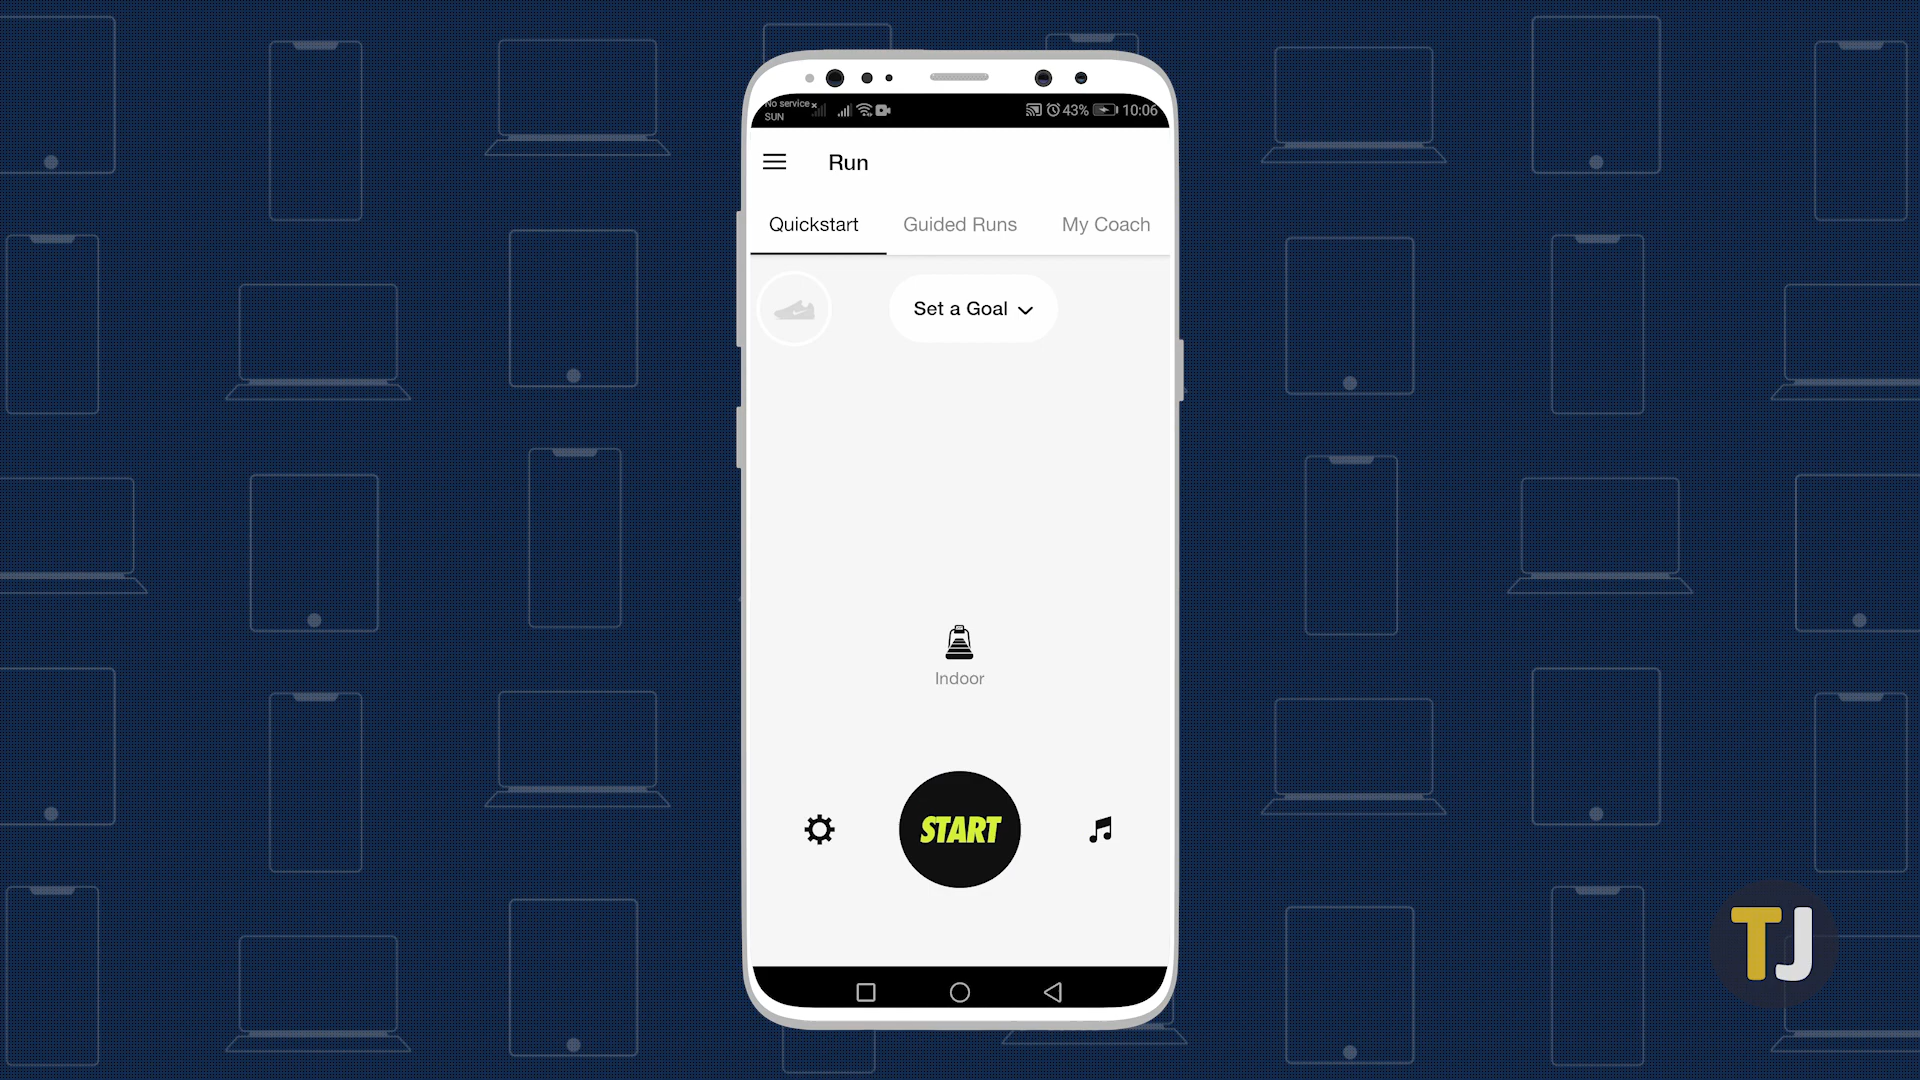 No service
SUN
43% 10:06
Run
Quickstart Guided Runs My Coach
Set a Goal
Indoor
START
TJ